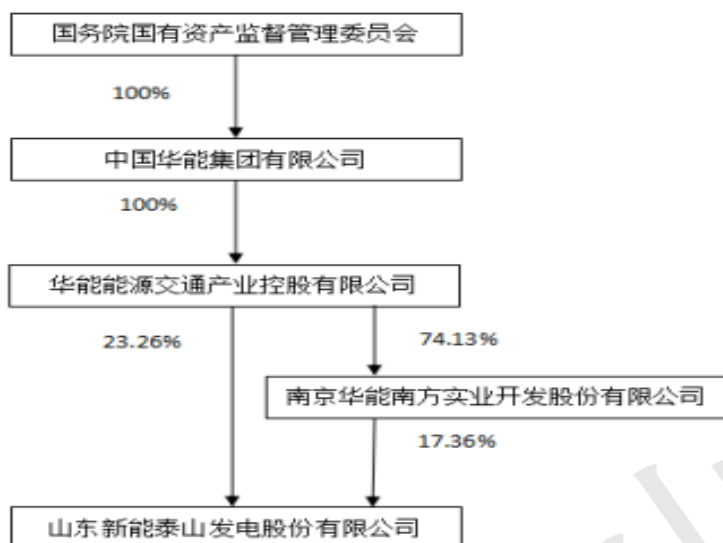 国务院国有资产监督管理委员会
100%
中国华能集团有限公司
100%
华能能源交通产业控股有限公司
23.26%
74.13%
南京华能南方实业开发股份有限公司
17.36%
山东新能泰山发电股份有限公司